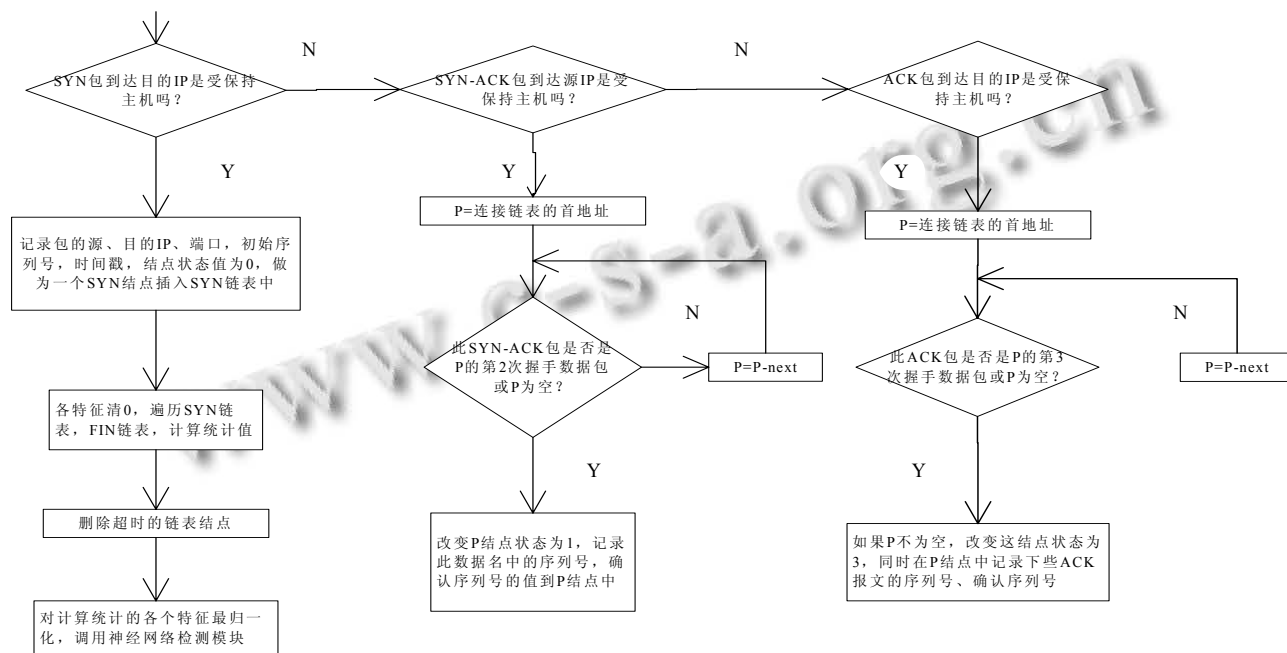 N
N
SYN包到达目的IP是受保持
主机吗？
SYN-ACK包到达源IP是受
保持主机吗？
ACK包到达目的IP是受保
持主机吗？
Y
Y
Y
P=连接链表的首地址
P=连接链表的首地址
记录包的源、目的IP、端口，初始序
列号，时间戳，结点状态值为0，做
为一个SYN结点插入SYN链表中
N
N
此SYN-ACK包是否是
P的第2次握手数据包
或P为空？
P=P-next
此ACK包是否是P的第3
次握手数据包或P为空？
P=P-next
各特征清0，遍历SYN链
表，FIN链表，计算统计值
Y
Y
删除超时的链表结点
改变P结点状态为1，记录
此数据名中的序列号，确
认序列号的值到P结点中
如果P不为空，改变这结点状态为
3，同时在P结点中记录下些ACK
报文的序列号、确认序列号
对计算统计的各个特征最归一
化，调用神经网络检测模块
www.c-s-a.org.cn